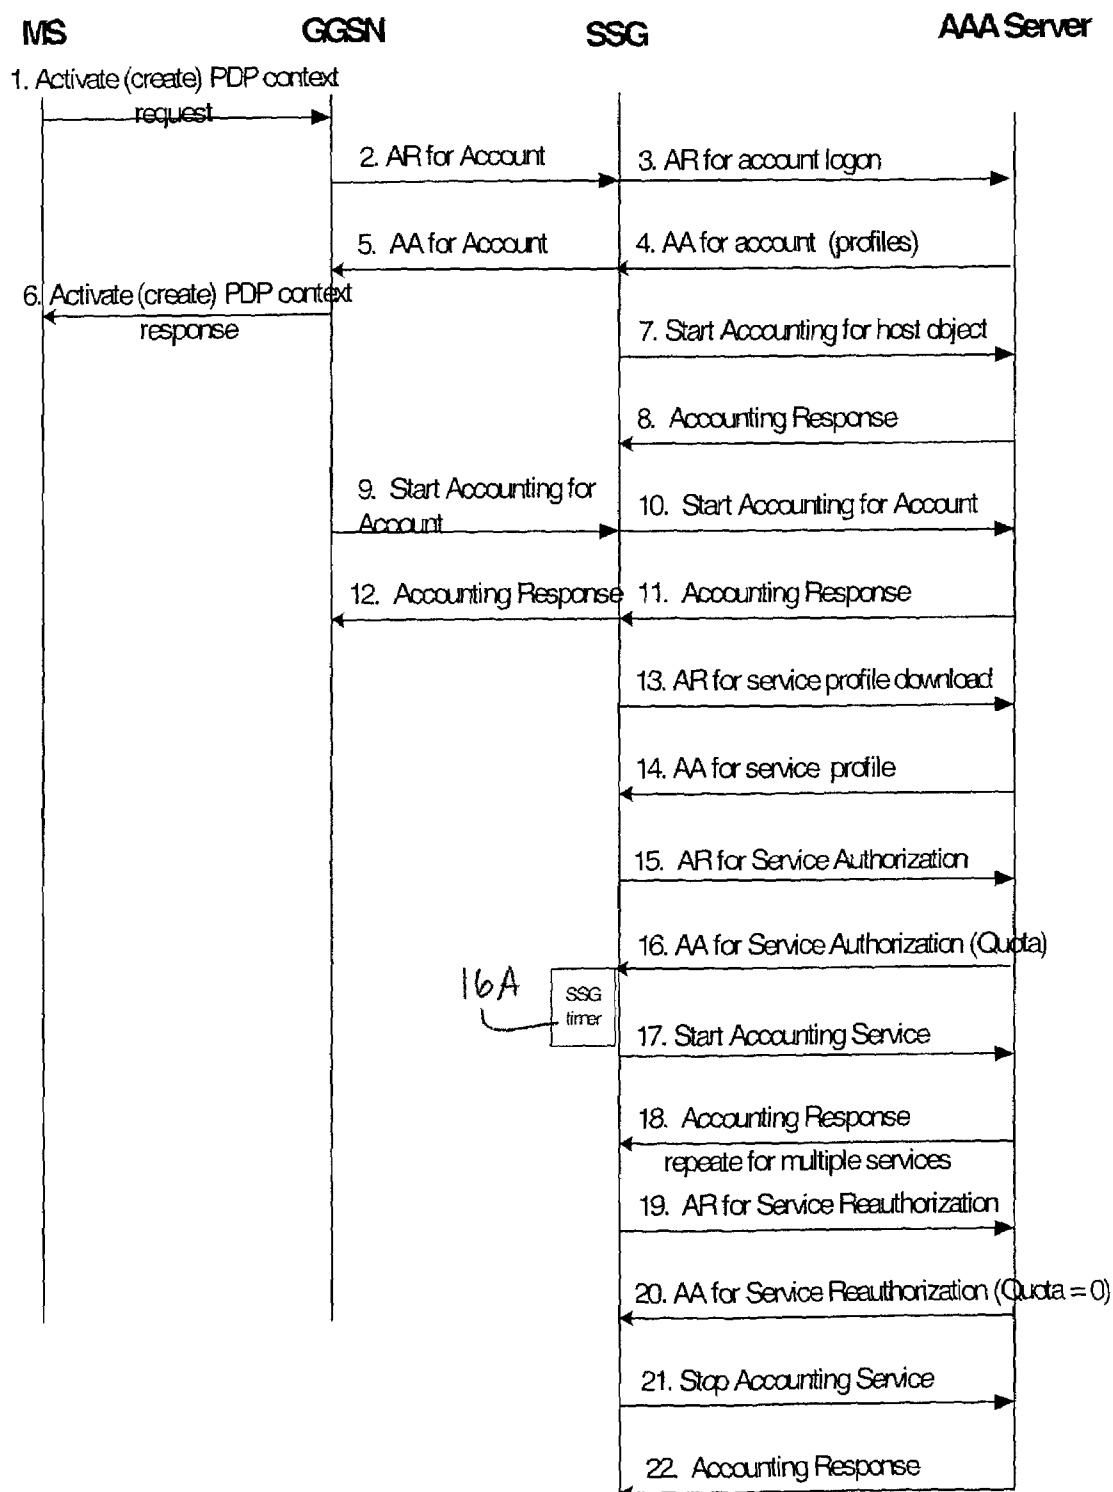 MS GGSN SSG AAA Server
1. Activate (create) PDP context
request
2. AR for Account
3. AR for account logon
5. AA for Account
4. AA for account (profiles)
6. Activate (create) PDP context
response
7. Start Accounting for host object
8. Accounting Response
9. Start Accounting for
Account
10. Start Accounting for Account
12. Accounting Response
11. Accounting Response
13. AR for service profile download
14. AA for service profile
15. AR for Service Authorization
16. AA for Service Authorization (Quota)
16A
SSG
timer
17. Start Accounting Service
18. Accounting Response
repeate for multiple services
19. AR for Service Reauthorization
20. AA for Service Reauthorization (Quota = 0)
21. Stop Accounting Service
22. Accounting Response